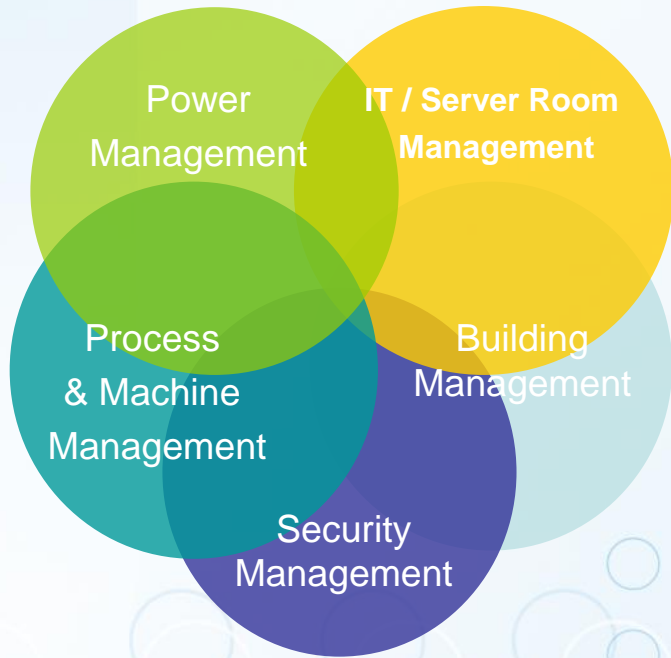 Power
Management
IT / Server Room
Management
Process
& Machine
Management
Building
Management
Security
Management